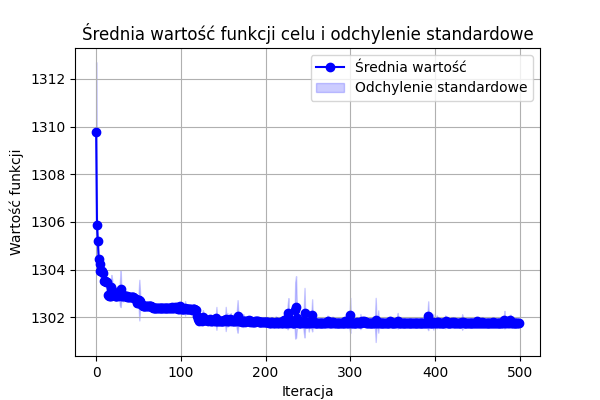 Średnia wartość funkcji celu i odchylenie standardowe
Średnia wartość
Odchylenie standardowe
Wartość funkcji
1312
1310
1308
1306
1304
1302
0 100 200 300 400 500
Iteracja